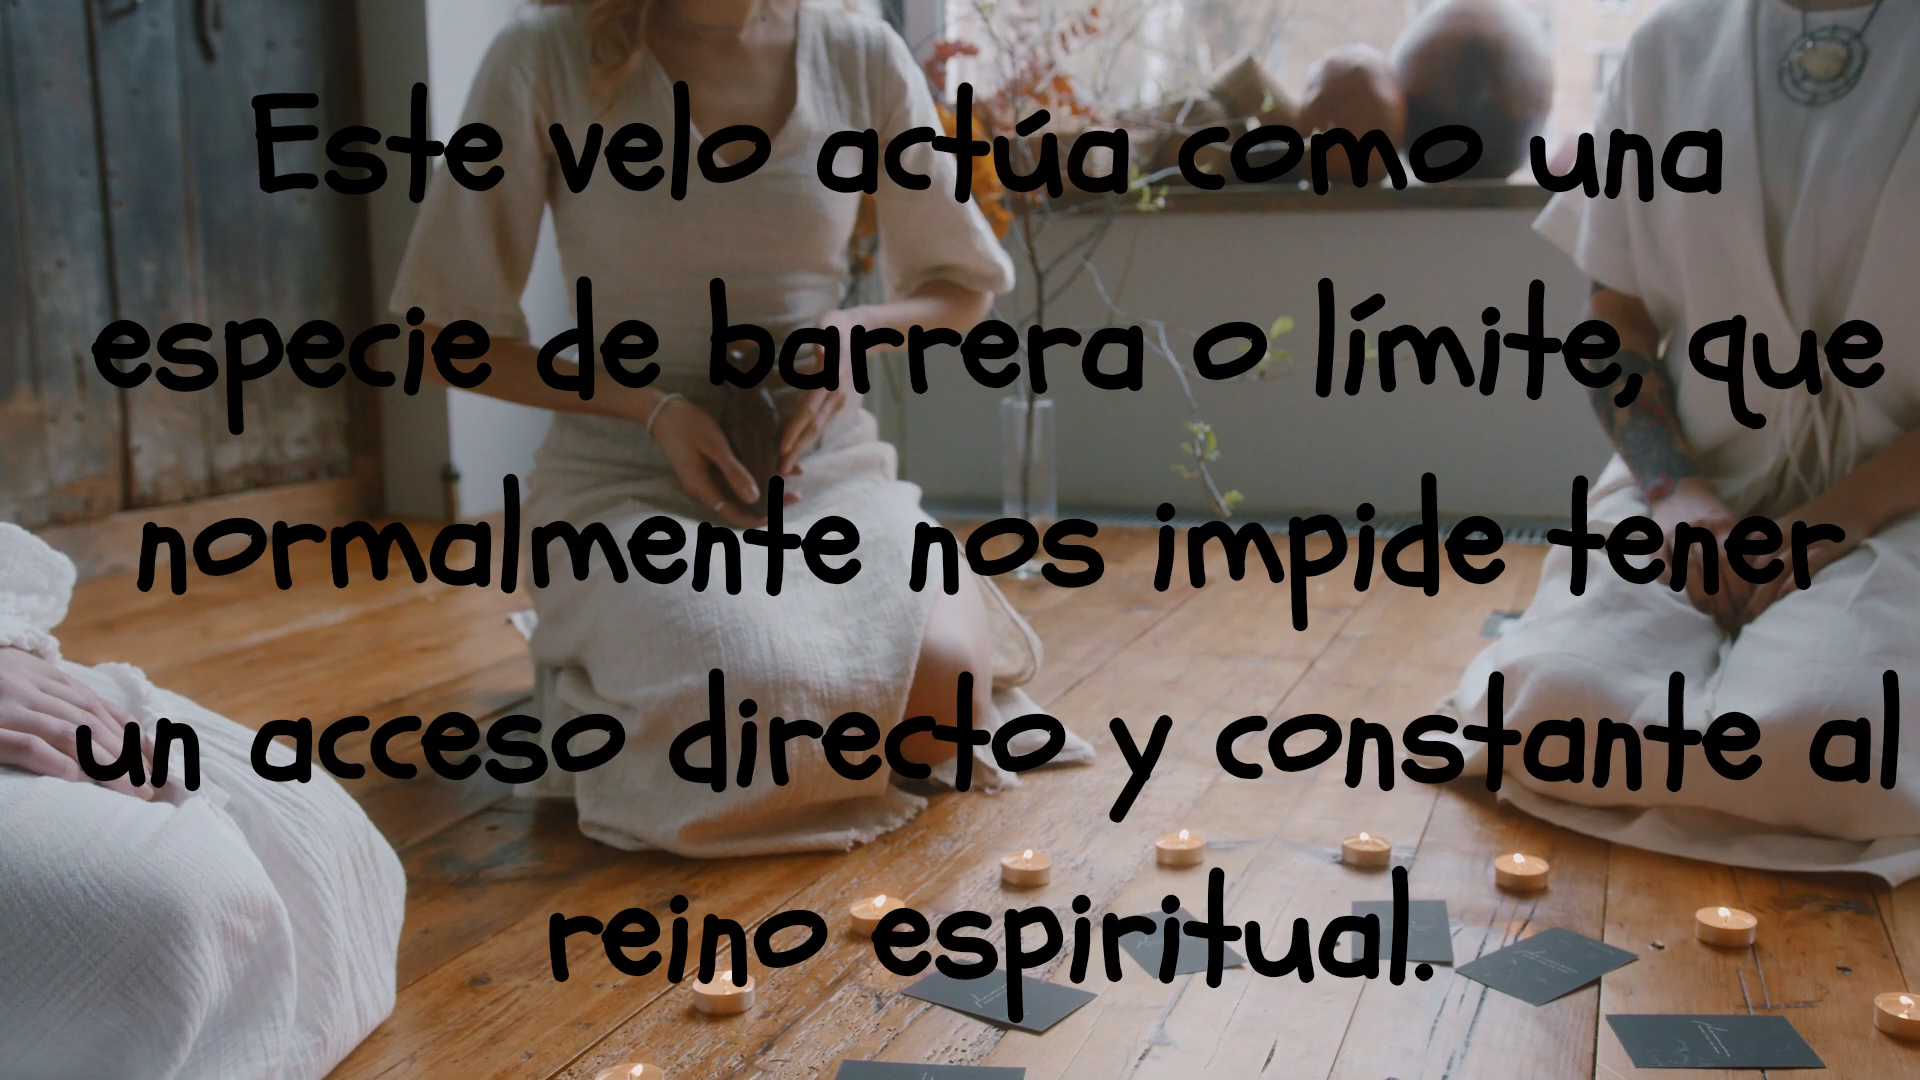 Este velo actúa como una
especie de barrera o límite, que
normalmente nos impide tener
un acceso directo y constante al
reino espiritual.